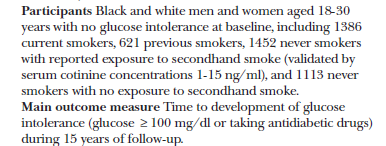 Participants Black and white men and women aged 18-30
years with no glucose intolerance at baseline, including 1386
current smokers, 621 previous smokers, 1452 never smokers
with reported exposure to secondhand smoke (validated by
serum cotinine concentrations 1-15 ng/ml), and 1113 never
smokers with no exposure to secondhand smoke.
Main outcome measure Time to development of glucose
intolerance (glucose ≥ 100 mg/dl or taking antidiabetic drugs)
during 15 years of follow-up.